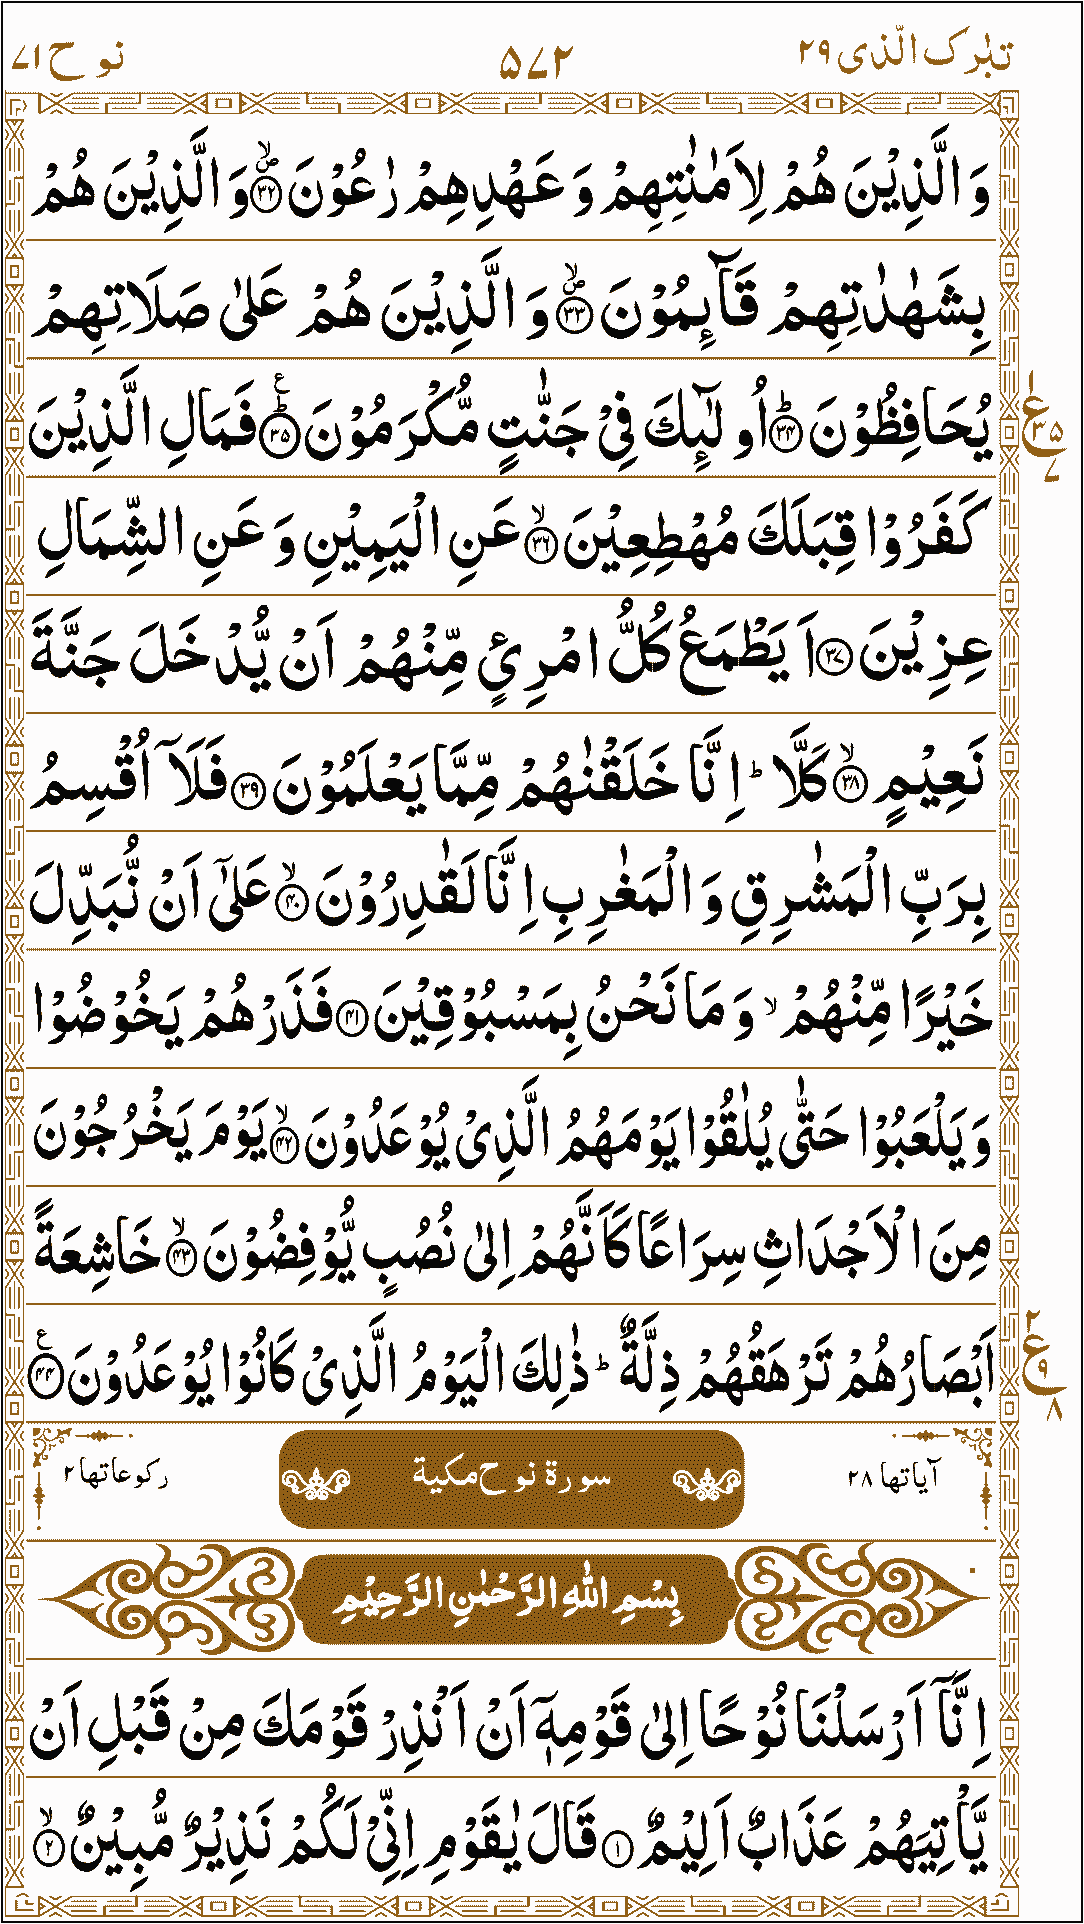 تبٰرک الّذی ۲۹
۵۷۲
نوح ۷۱
وَ الَّذِيْنَ هُمْ لِاَمٰنٰتِهِمْ وَ عَهْدِهِمْ رٰعُوْنَ ۪ۙ‏﴿۳۲﴾ وَ الَّذِيْنَ هُمْ
بِشَهٰدٰتِهِمْ قَآىِٕمُوْنَ ۪ۙ‏﴿۳۳﴾ وَ الَّذِيْنَ هُمْ عَلٰى صَلَاتِهِمْ
يُحَافِظُوْنَ ؕ﴿۳۴﴾ اُولٰٓىِٕكَ فِيْ جَنّٰتٍ مُّكْرَمُوْنَ ؕ۠﴿۳۵﴾ فَمَالِ الَّذِيْنَ
ع ۱ ۳۵ ۷
كَفَرُوْا قِبَلَكَ مُهْطِعِيْنَ ۙ﴿۳۶﴾ عَنِ الْيَمِيْنِ وَ عَنِ الشِّمَالِ
عِزِيْنَ ﴿۳۷﴾ اَيَطْمَعُ كُلُّ امْرِئٍ مِّنْهُمْ اَنْ يُّدْخَلَ جَنَّةَ
نَعِيْمٍ ۙ﴿۳۸﴾ كَلَّا ؕ اِنَّا خَلَقْنٰهُمْ مِّمَّا يَعْلَمُوْنَ ﴿۳۹﴾ فَلَاۤ اُقْسِمُ
بِرَبِّ الْمَشٰرِقِ وَ الْمَغٰرِبِ اِنَّا لَقٰدِرُوْنَ ۙ﴿۴۰﴾ عَلٰۤى اَنْ نُّبَدِّلَ
خَيْرًا مِّنْهُمْ ۙ وَ مَا نَحْنُ بِمَسْبُوْقِيْنَ ﴿۴۱﴾ فَذَرْهُمْ يَخُوْضُوْا
وَ يَلْعَبُوْا حَتّٰى يُلٰقُوْا يَوْمَهُمُ الَّذِيْ يُوْعَدُوْنَ ۙ﴿۴۲﴾ يَوْمَ يَخْرُجُوْنَ
مِنَ الْاَجْدَاثِ سِرَاعًا كَاَنَّهُمْ اِلٰى نُصُبٍ يُّوْفِضُوْنَ ۙ﴿۴۳﴾ خَاشِعَةً
اَبْصَارُهُمْ تَرْهَقُهُمْ ذِلَّةٌ ؕ ذٰلِكَ الْيَوْمُ الَّذِيْ كَانُوْا يُوْعَدُوْنَ ۠﴿۴۴﴾
ع ۲ ۹ ۸
آیاتها ۲۸
سورة نوح مكية
ركوعاتها ۲
بِسْمِ اللّٰهِ الرَّحْمٰنِ الرَّحِيْمِ
اِنَّاۤ اَرْسَلْنَا نُوْحًا اِلٰى قَوْمِهٖۤ اَنْ اَنْذِرْ قَوْمَكَ مِنْ قَبْلِ اَنْ
يَّاْتِيَهُمْ عَذَابٌ اَلِيْمٌ ﴿۱﴾ قَالَ يٰقَوْمِ اِنِّيْ لَكُمْ نَذِيْرٌ مُّبِيْنٌ ۙ﴿۲﴾